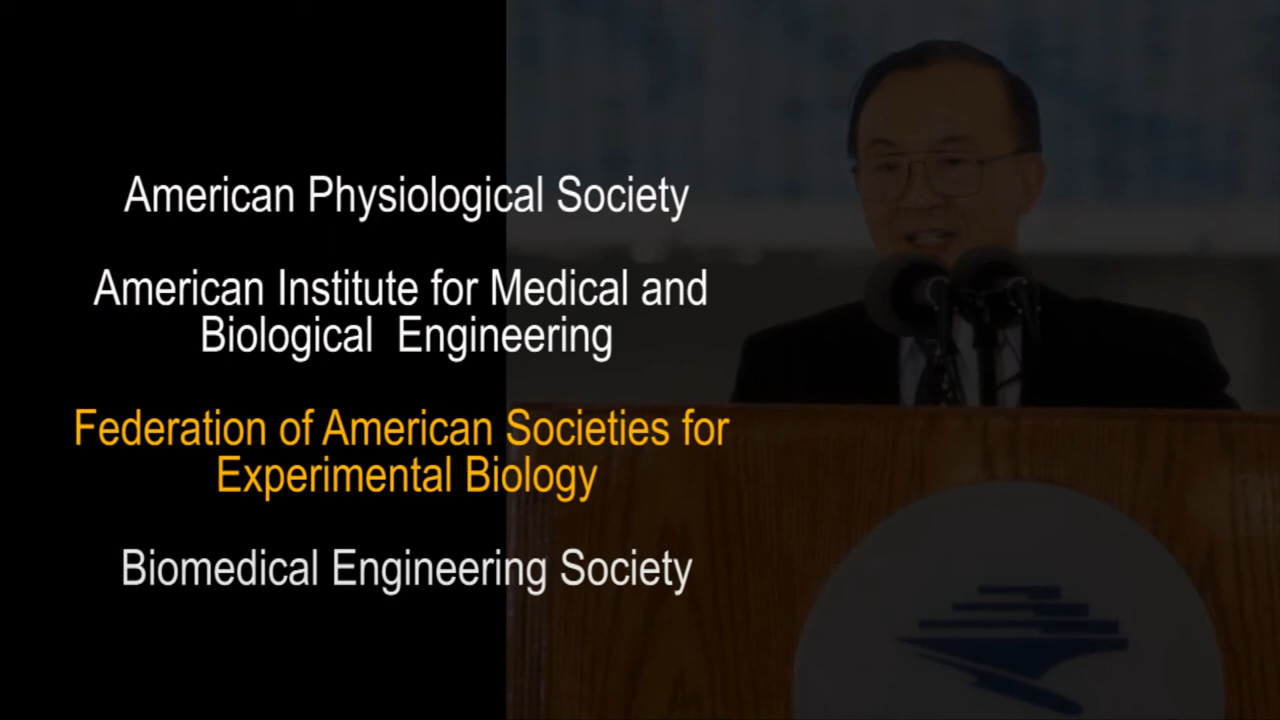 American Physiological Society
American Institute for Medical and
Biological Engineering
Federation of American Societies for
Experimental Biology
Biomedical Engineering Society